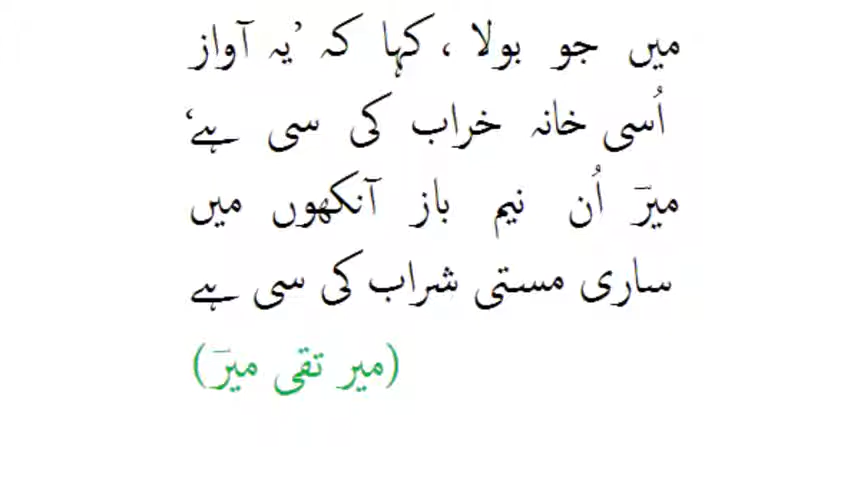 میں جو بولا ، کہا کہ ’یہ آواز
اُسی خانہ خراب کی سی ہے‘
میرؔ اُن نیم باز آنکھوں میں
ساری مستی شراب کی سی ہے
(میر تقی میرؔ)